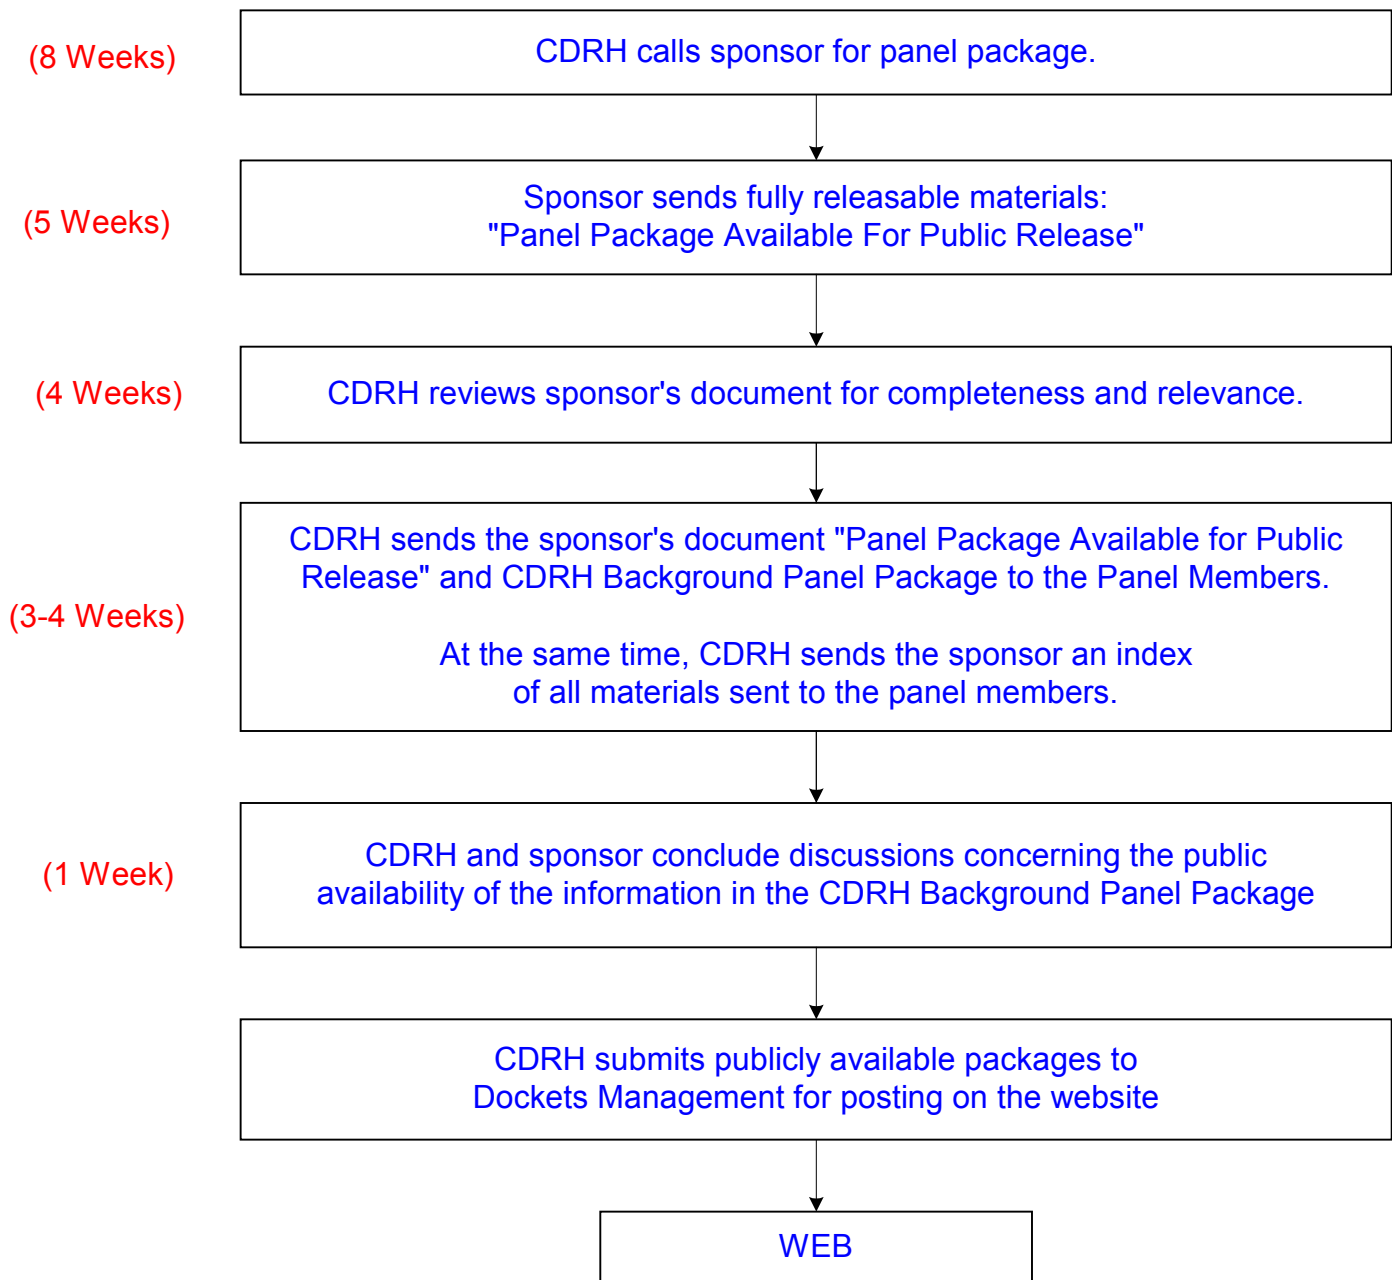 (8 Weeks)
CDRH calls sponsor for panel package.
(5 Weeks)
Sponsor sends fully releasable materials:
"Panel Package Available For Public Release"
(4 Weeks)
CDRH reviews sponsor's document for completeness and relevance.
(3-4 Weeks)
CDRH sends the sponsor's document "Panel Package Available for Public
Release" and CDRH Background Panel Package to the Panel Members.
At the same time, CDRH sends the sponsor an index
of all materials sent to the panel members.
(1 Week)
CDRH and sponsor conclude discussions concerning the public
availability of the information in the CDRH Background Panel Package
CDRH submits publicly available packages to
Dockets Management for posting on the website
WEB